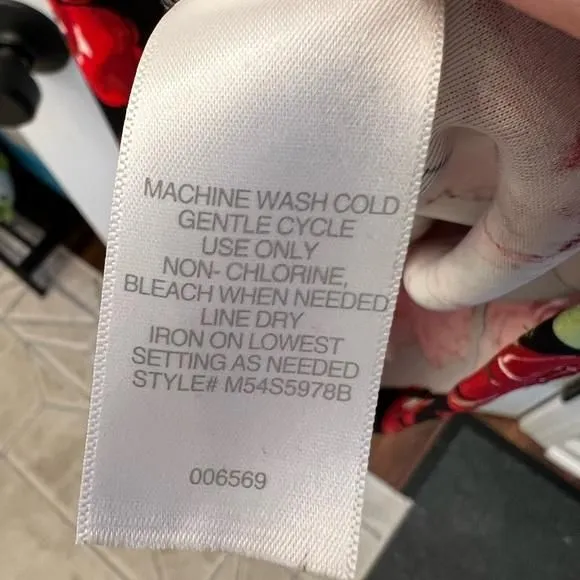 MACHINE WASH COLD
GENTLE CYCLE
USE ONLY
NON- CHLORINE,
BLEACH WHEN NEEDED
LINE DRY
IRON ON LOWEST
SETTING AS NEEDED
STYLE# M54S5978B
006569